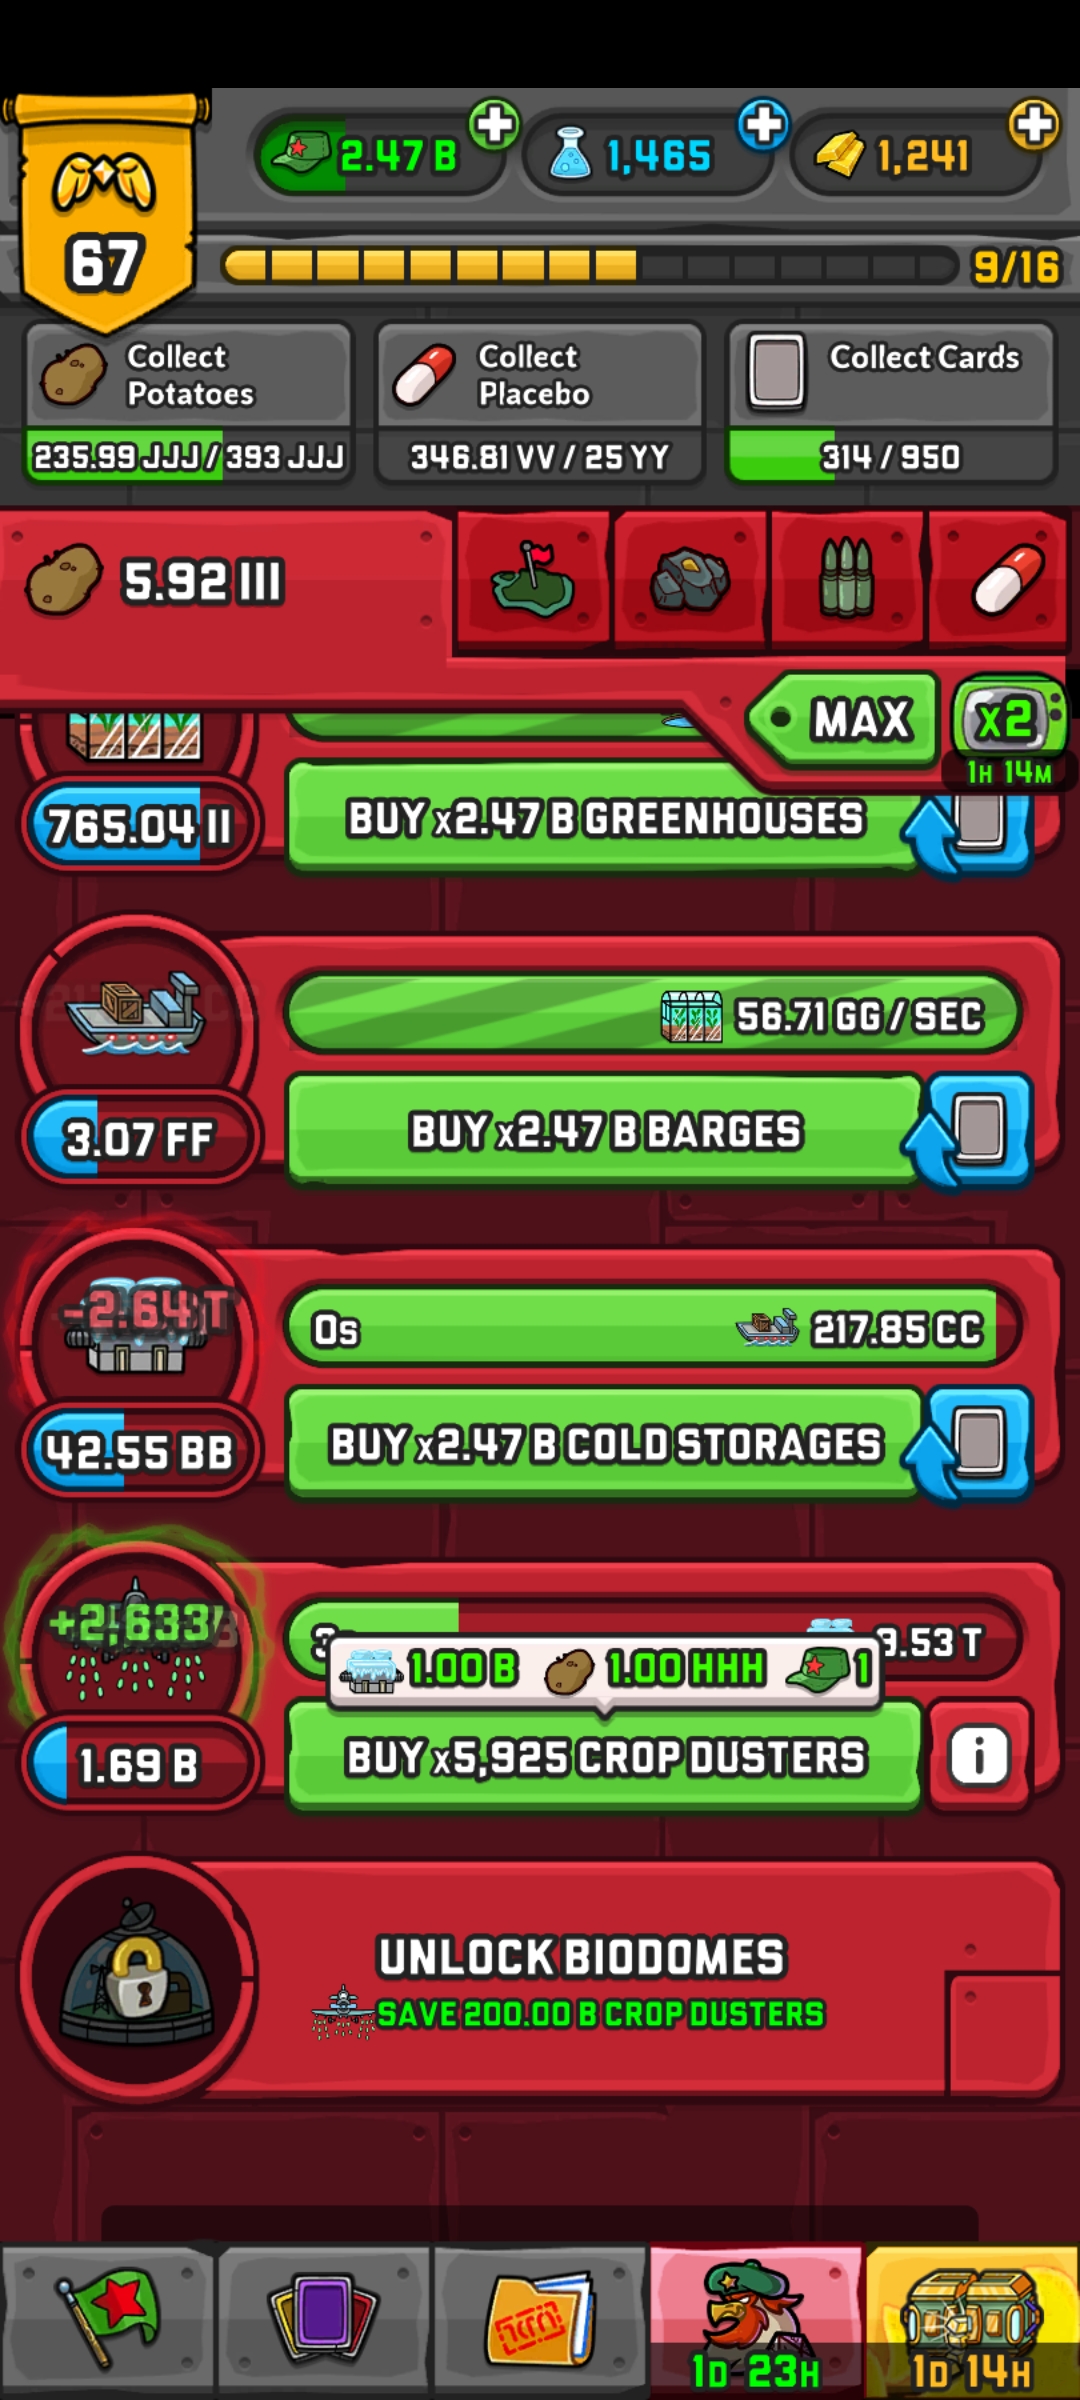 2.47 B
1,465
1,241
67
9/16
Collect
Potatoes
Collect
Placebo
Collect Cards
235.99 JJJ / 393 JJJ
346.81 VV / 25 YY
314 / 950
5.92 III
MAX
x2
1H 14M
765.04 II
BUY x2.47 B GREENHOUSES
56.71 GG / SEC
3.07 FF
BUY x2.47 B BARGES
-2.64 T
0s
217.85 CC
42.55 BB
BUY x2.47 B COLD STORAGES
+2,633
9.53 T
1.00 B
1.00 HHH
1
1.69 B
BUY x5,925 CROP DUSTERS
i
UNLOCK BIODOMES
SAVE 200.00 B CROP DUSTERS
1D 23H
1D 14H